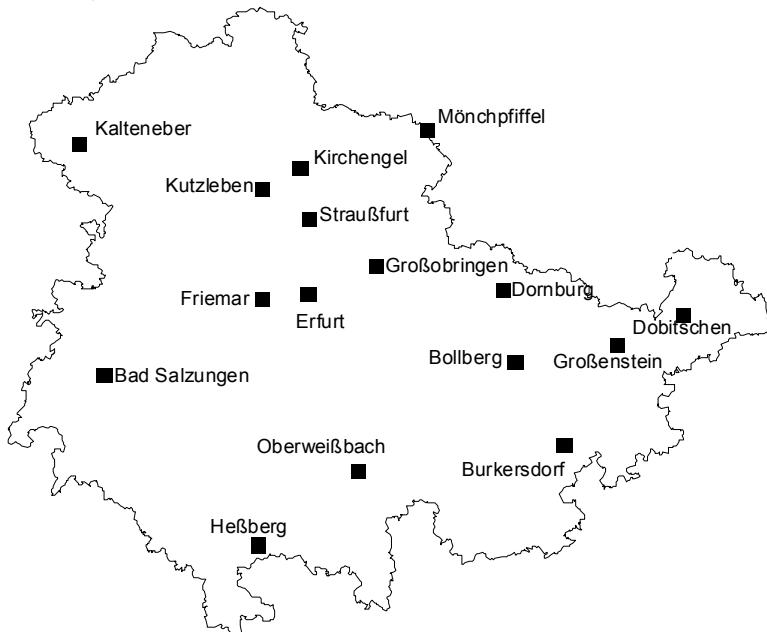 Mönchpfiffel
Kalteneber
Kirchengel
Kutzleben
Straußfurt
Großobringen
Dornburg
Friemar
Erfurt
Dobitschen
Bollberg
Großenstein
Bad Salzungen
Oberweißbach
Burkersdorf
Heßberg